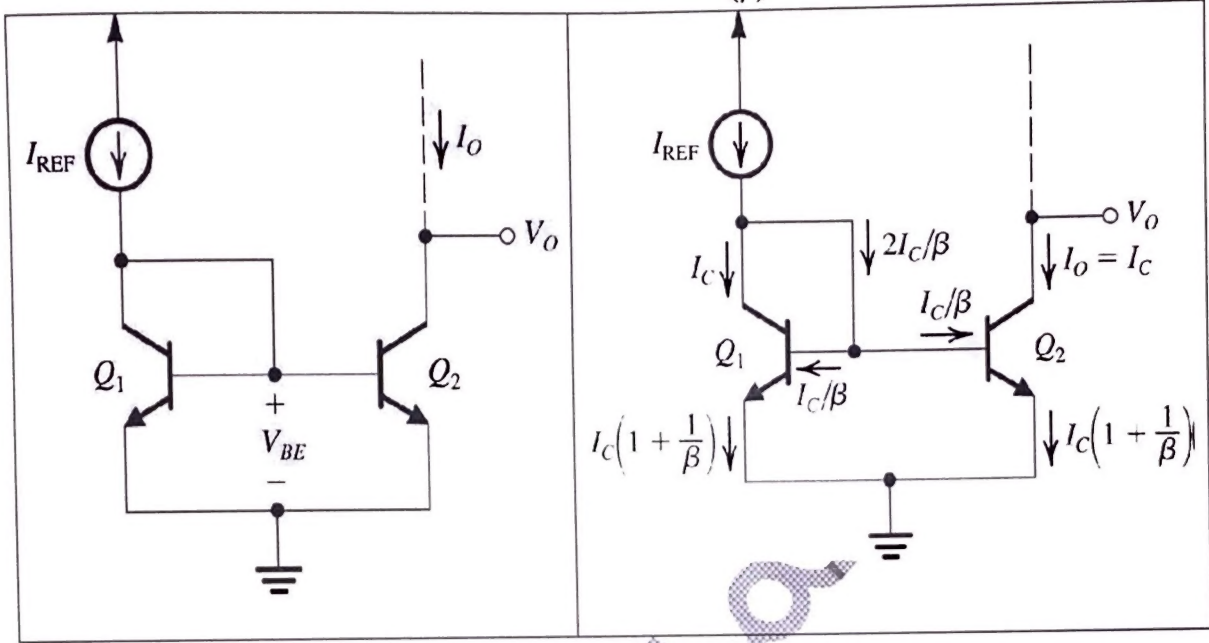 I_REF
I_O
V_O
Q_1
Q_2
+
V_BE
−
I_REF
2I_C/β
V_O
I_C
I_O = I_C
I_C/β
Q_1
Q_2
I_C/β
I_C(1 + 1/β)
I_C(1 + 1/β)